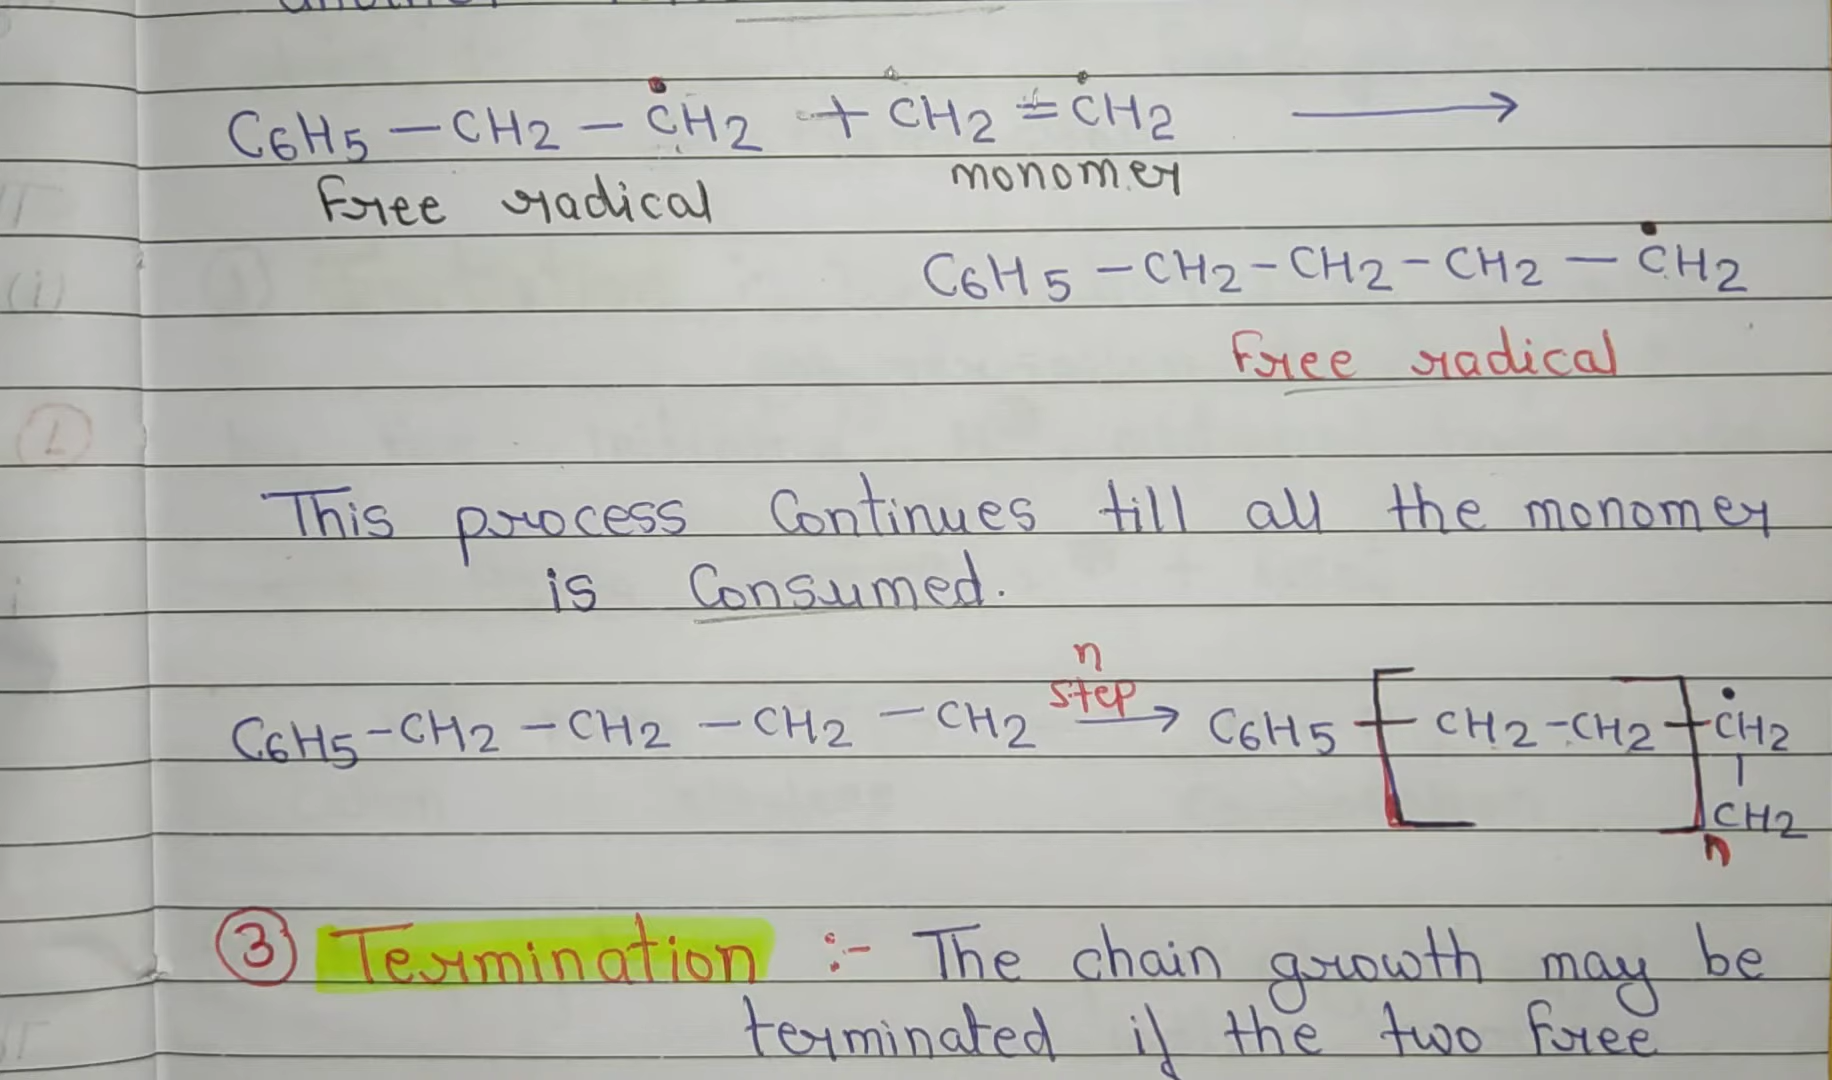 C6H5 — CH2 — ĊH2 + CH2 = ĊH2 ⟶
Free radical monomer
C6H5 — CH2 - CH2 - CH2 — ĊH2
Free radical
This process Continues till all the monomer
is Consumed.
n
step
C6H5 - CH2 - CH2 - CH2 - CH2 ⟶ C6H5 [ CH2 - CH2 ] ĊH2
|
CH2
n
③ Termination :- The chain growth may be
terminated if the two free